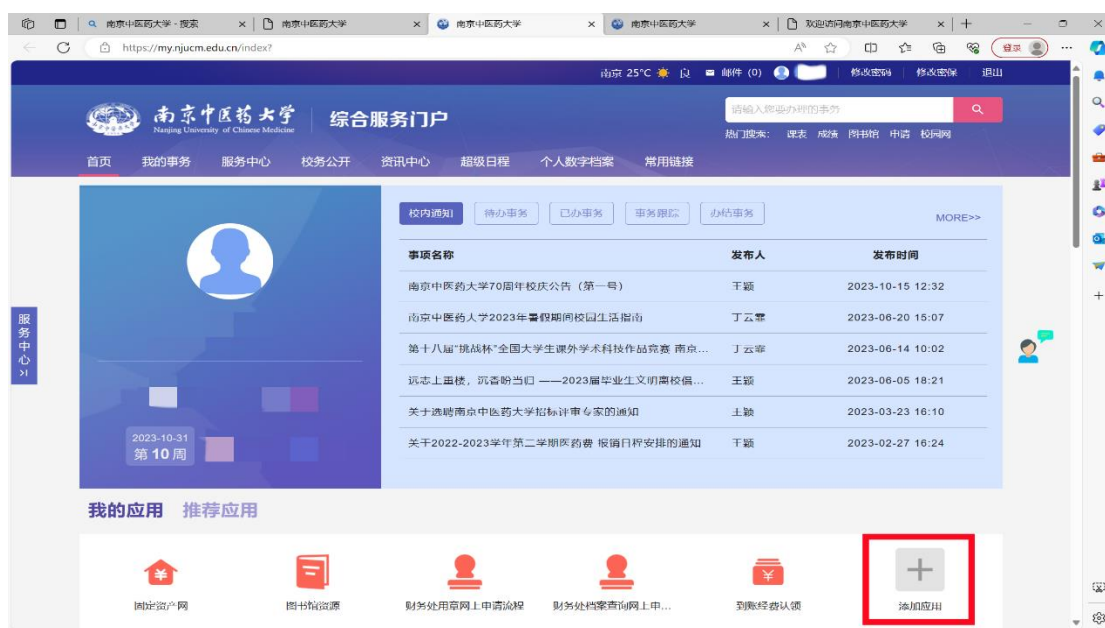 南京中医药大学 - 搜索
南京中医药大学
南京中医药大学
南京中医药大学
欢迎访问南京中医药大学
https://my.njucm.edu.cn/index?
登录
南京 25°C
良
邮件 (0)
修改密码
修改密保
退出
南京中医药大学
Nanjing University of Chinese Medicine
综合服务门户
请输入您要办理的事务
热门搜索: 课表 成绩 图书馆 申请 校园网
首页 我的事务 服务中心 校务公开 资讯中心 超级日程 个人数字档案 常用链接
校内通知 待办事务 已办事务 事务跟踪 办结事务 MORE>>
事项名称 发布人 发布时间
南京中医药大学70周年校庆公告（第一号） 王颖 2023-10-15 12:32
南京中医药大学2023年暑假期间校园生活指南 丁云霏 2023-06-20 15:07
第十八届"挑战杯"全国大学生课外学术科技作品竞赛 南京... 丁云霏 2023-06-14 10:02
远志上重楼，沉香盼当归 ——2023届毕业生文明离校倡... 王颖 2023-06-05 18:21
关于选聘南京中医药大学招标评审专家的通知 王颖 2023-03-23 16:10
关于2022-2023学年第二学期医药费 报销日程安排的通知 王颖 2023-02-27 16:24
服务中心>|
2023-10-31
第 10 周
我的应用 推荐应用
固定资产网 图书馆资源 财务处用章网上申请流程 财务处档案查询网上申... 到账经费认领 添加应用